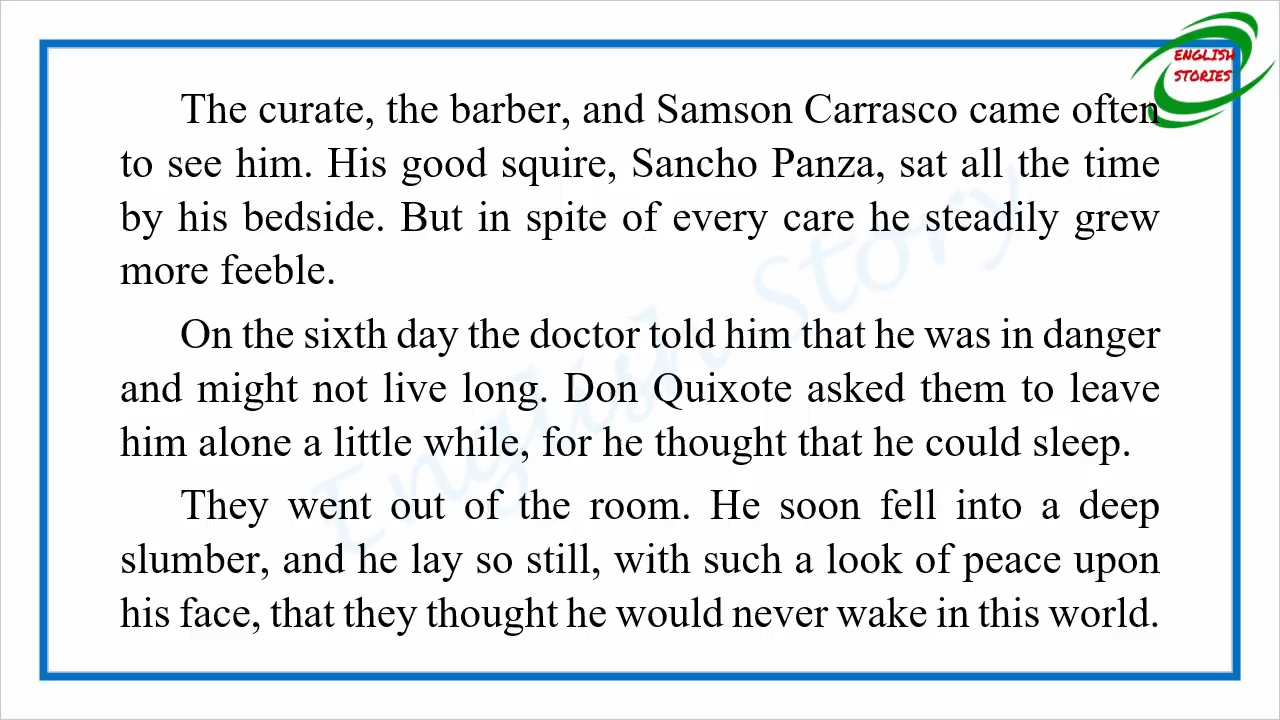 ENGLISH
STORIES
The curate, the barber, and Samson Carrasco came often
to see him. His good squire, Sancho Panza, sat all the time
by his bedside. But in spite of every care he steadily grew
more feeble.
On the sixth day the doctor told him that he was in danger
and might not live long. Don Quixote asked them to leave
him alone a little while, for he thought that he could sleep.
They went out of the room. He soon fell into a deep
slumber, and he lay so still, with such a look of peace upon
his face, that they thought he would never wake in this world.
English Story